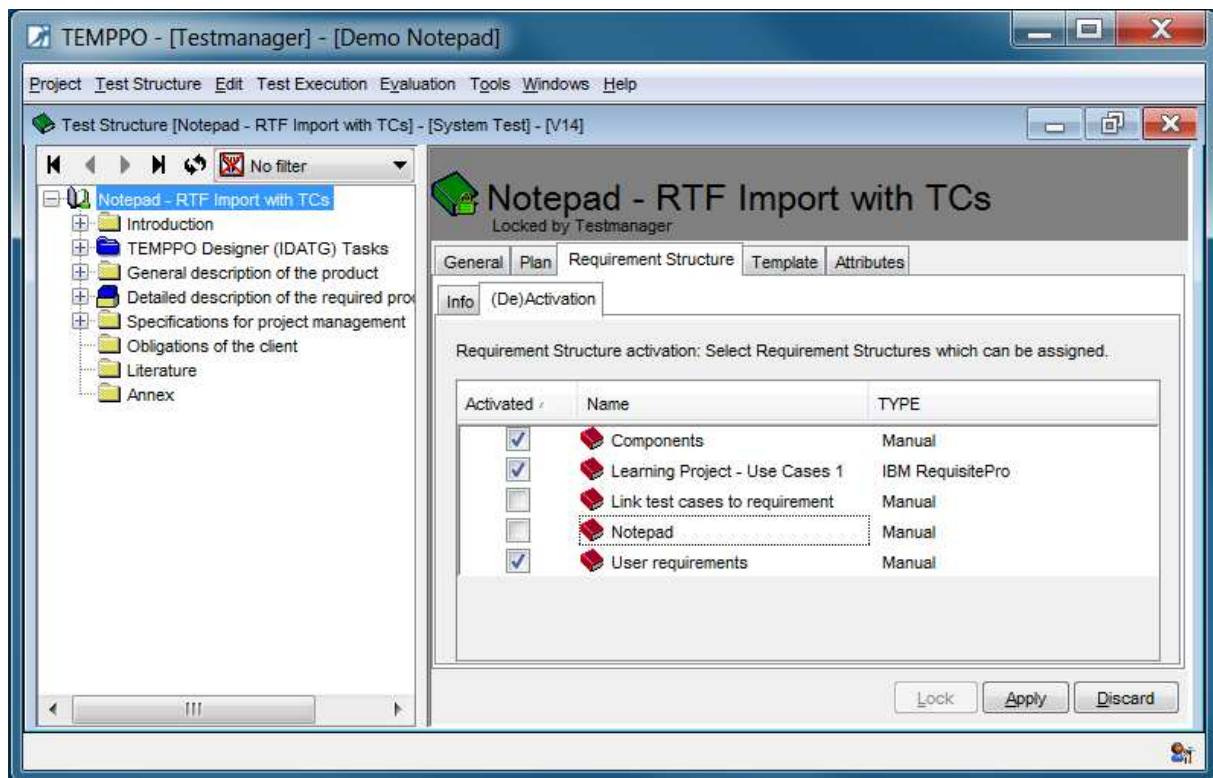 TEMPPO - [Testmanager] - [Demo Notepad]
Project Test Structure Edit Test Execution Evaluation Tools Windows Help
Test Structure [Notepad - RTF Import with TCs] - [System Test] - [V14]
No filter
Notepad - RTF Import with TCs
Introduction
TEMPPO Designer (IDATG) Tasks
General description of the product
Detailed description of the required pro
Specifications for project management
Obligations of the client
Literature
Annex
Notepad - RTF Import with TCs
Locked by Testmanager
General Plan Requirement Structure Template Attributes
Info (De)Activation
Requirement Structure activation: Select Requirement Structures which can be assigned.
Activated Name TYPE
Components Manual
Learning Project - Use Cases 1 IBM RequisitePro
Link test cases to requirement Manual
Notepad Manual
User requirements Manual
Lock Apply Discard